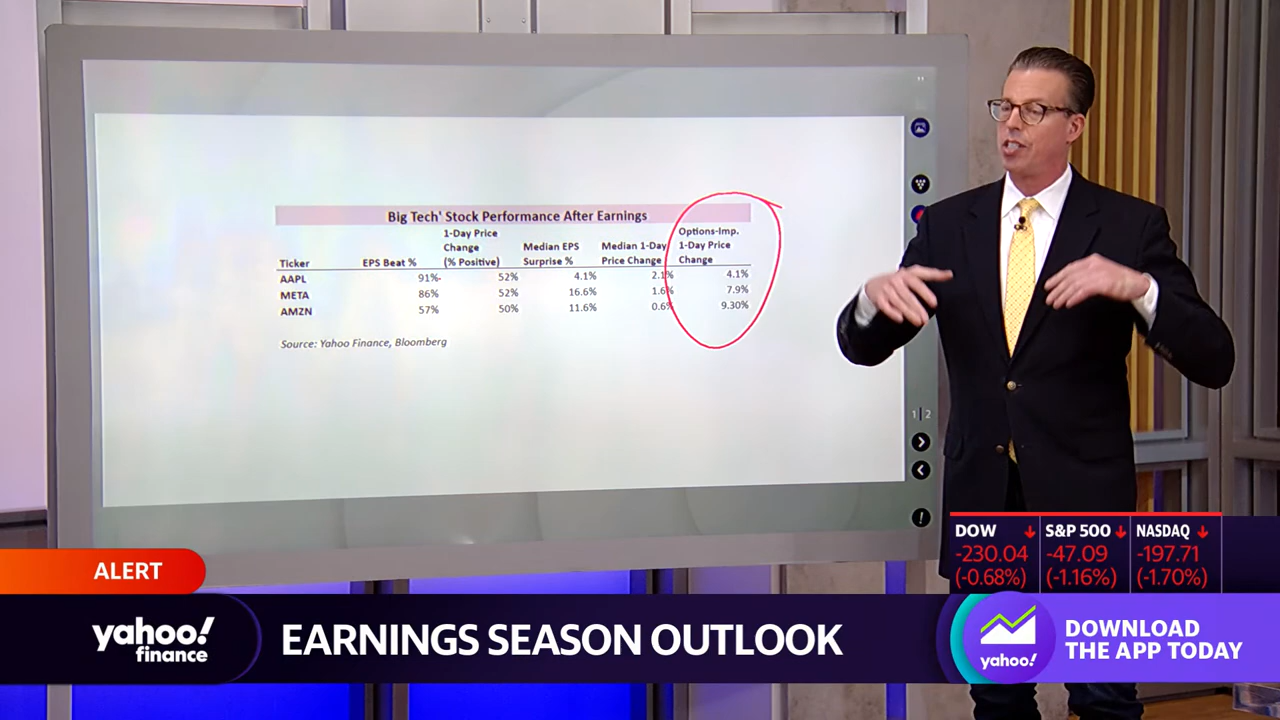 Big Tech' Stock Performance After Earnings
Ticker
EPS Beat %
1-Day Price
Change
(% Positive)
Median EPS
Surprise %
Median 1-Day
Price Change
Options-Imp.
1-Day Price
Change
AAPL 91% 52% 4.1% 2.1% 4.1%
META 86% 52% 16.6% 1.6% 7.9%
AMZN 57% 50% 11.6% 0.6% 9.30%
Source: Yahoo Finance, Bloomberg
1|2
DOW S&P 500 NASDAQ
-230.04 -47.09 -197.71
(-0.68%) (-1.16%) (-1.70%)
ALERT
yahoo!
finance
EARNINGS SEASON OUTLOOK
yahoo!
DOWNLOAD
THE APP TODAY